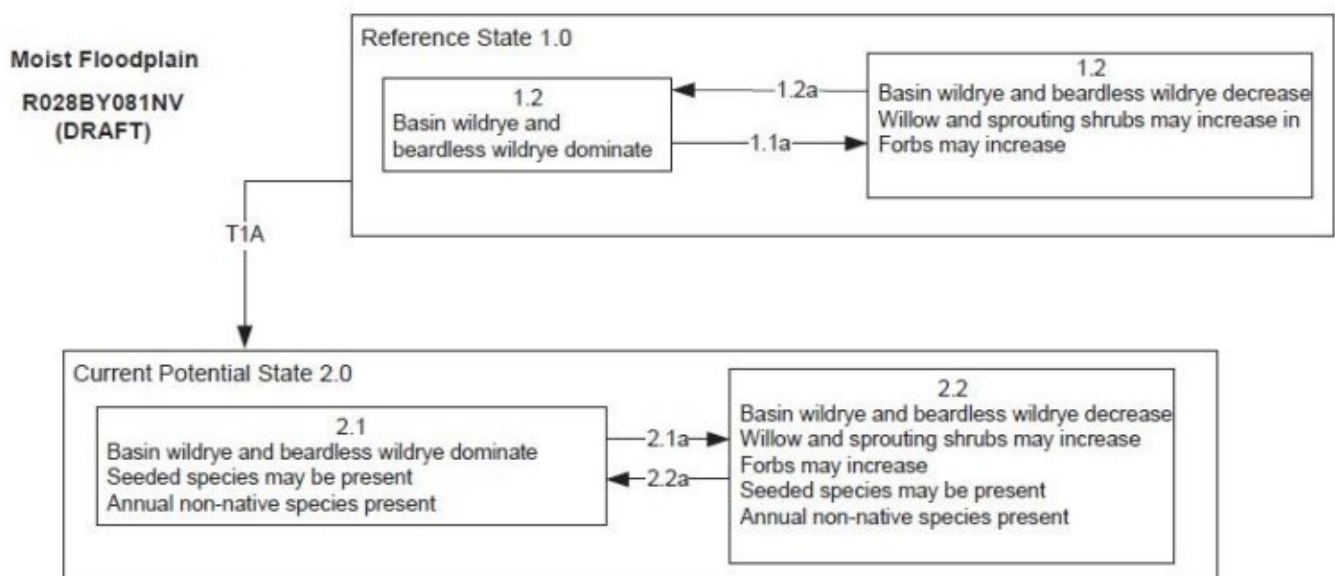 Moist Floodplain
R028BY081NV
(DRAFT)
Reference State 1.0
1.2
Basin wildrye and
beardless wildrye dominate
1.2a
1.1a
1.2
Basin wildrye and beardless wildrye decrease
Willow and sprouting shrubs may increase in
Forbs may increase
T1A
Current Potential State 2.0
2.1
Basin wildrye and beardless wildrye dominate
Seeded species may be present
Annual non-native species present
2.1a
2.2a
2.2
Basin wildrye and beardless wildrye decrease
Willow and sprouting shrubs may increase
Forbs may increase
Seeded species may be present
Annual non-native species present